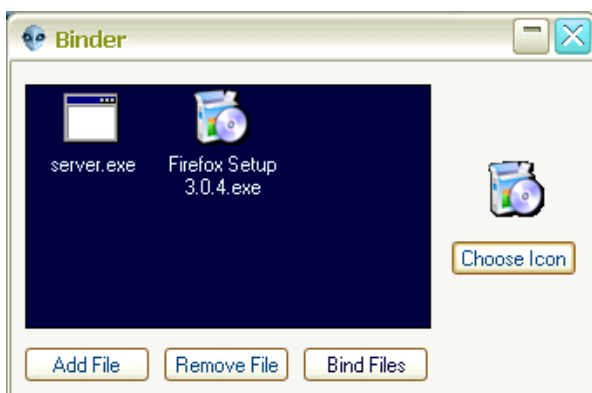 Binder
server.exe
Firefox Setup
3.0.4.exe
Choose Icon
Add File
Remove File
Bind Files